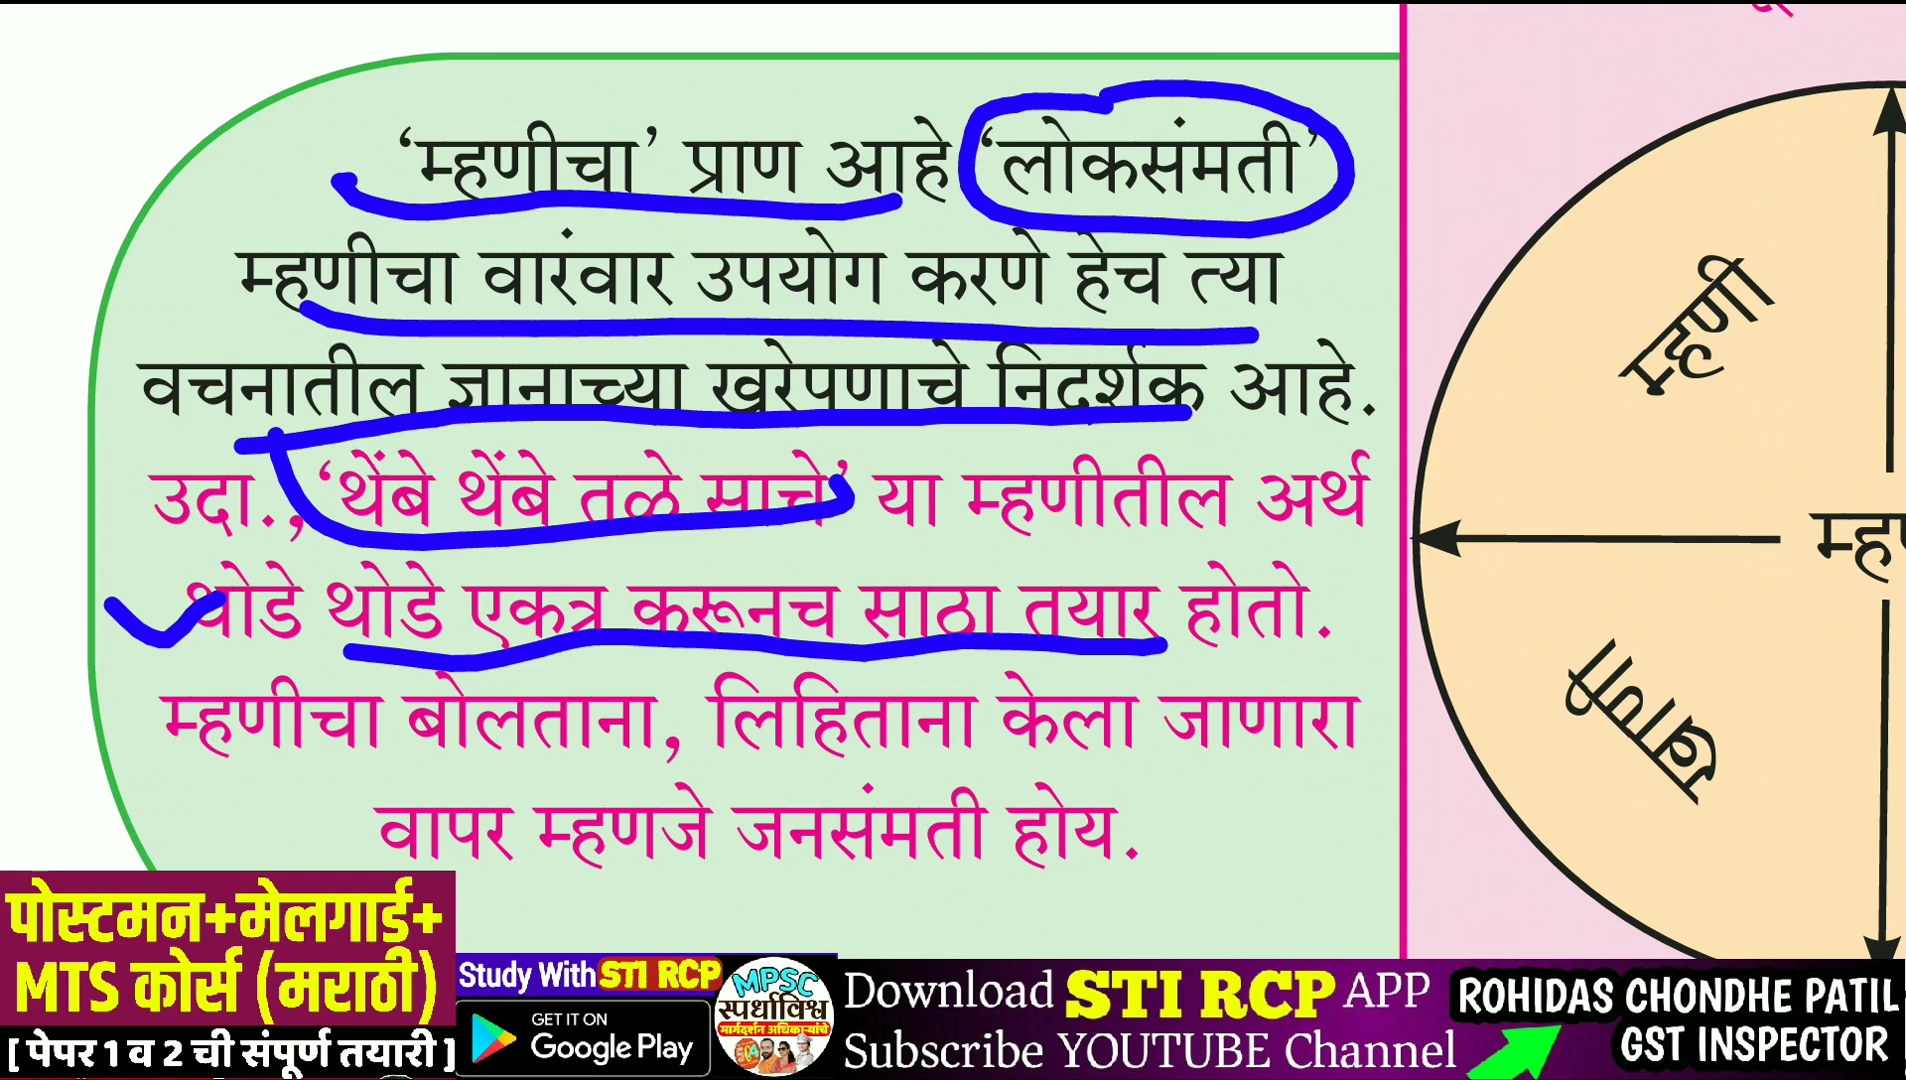 ‘म्हणीचा’ प्राण आहे ‘लोकसंमती’
म्हणीचा वारंवार उपयोग करणे हेच त्या
वचनातील ज्ञानाच्या खरेपणाचे निदर्शक आहे.
उदा., ‘थेंबे थेंबे तळे साचे’ या म्हणीतील अर्थ
थोडे थोडे एकत्र करूनच साठा तयार होतो.
म्हणीचा बोलताना, लिहिताना केला जाणारा
वापर म्हणजे जनसंमती होय.
म्हणी
वाणी
पोस्टमन+मेलगार्ड+
MTS कोर्स (मराठी)
[ पेपर 1 व 2 ची संपूर्ण तयारी ]
Study With STI RCP
GET IT ON
Google Play
MPSC
स्पर्धाविश्व
मार्गदर्शन अधिकाऱ्यांचे
Download STI RCP APP
Subscribe YOUTUBE Channel
ROHIDAS CHONDHE PATIL
GST INSPECTOR